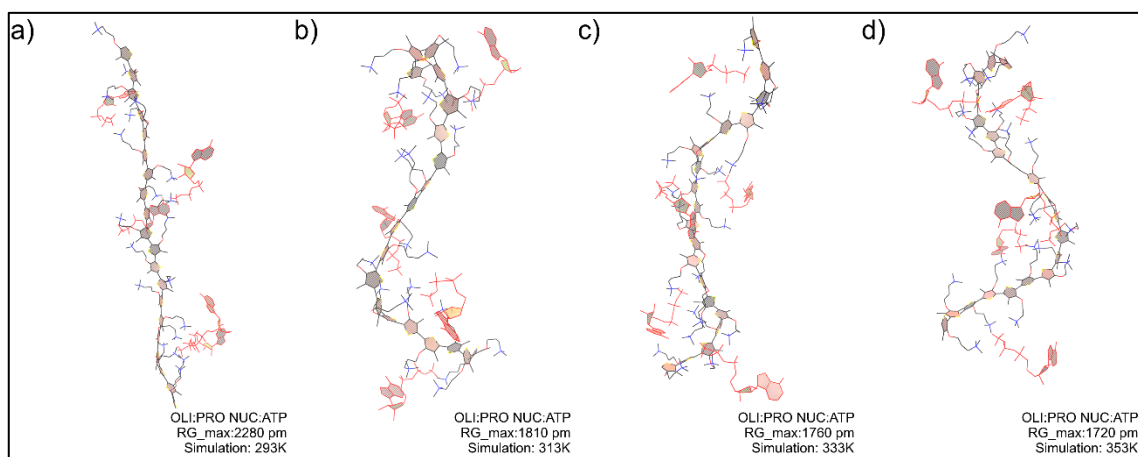 a)
OLI:PRO NUC:ATP
RG_max:2280 pm
Simulation: 293K
b)
OLI:PRO NUC:ATP
RG_max:1810 pm
Simulation: 313K
c)
OLI:PRO NUC:ATP
RG_max:1760 pm
Simulation: 333K
d)
OLI:PRO NUC:ATP
RG_max:1720 pm
Simulation: 353K